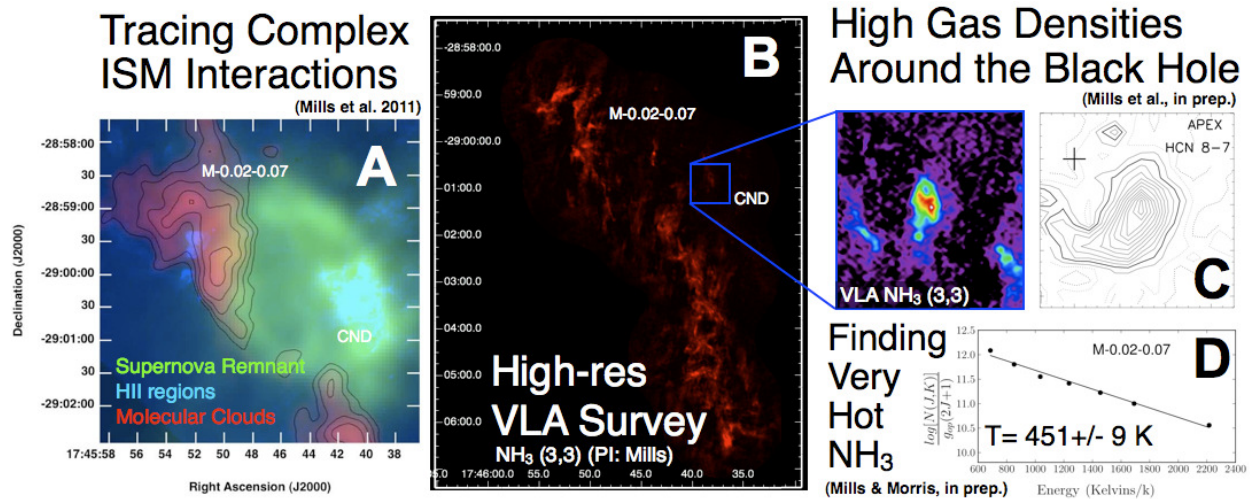 Tracing Complex
ISM Interactions
(Mills et al. 2011)
A
M-0.02-0.07
CND
Supernova Remnant
HII regions
Molecular Clouds
-28:58:00
30
-28:59:00
30
-29:00:00
30
-29:01:00
30
-29:02:00
Declination (J2000)
17:45:58 56 54 52 50 48 46 44 42 40 38
Right Ascension (J2000)
B
-28:58:00.0
59:00.0
-29:00:00.0
01:00.0
02:00.0
03:00.0
04:00.0
05:00.0
06:00.0
M-0.02-0.07
CND
High-res
VLA Survey
NH₃ (3,3) (PI: Mills)
5.0 17:46:00.0 55.0 50.0 45.0 40.0 35.0
High Gas Densities
Around the Black Hole
(Mills et al., in prep.)
VLA NH₃ (3,3)
APEX
HCN 8-7
C
Finding
Very
Hot
NH₃
(Mills & Morris, in prep.)
D
M-0.02-0.07
T= 451+/- 9 K
12.5
12.0
11.5
11.0
10.5
10.0
log[N(J,K)]
g_op(2J+1)
600 800 1000 1200 1400 1600 1800 2000 2200 2400
Energy (Kelvins/k)